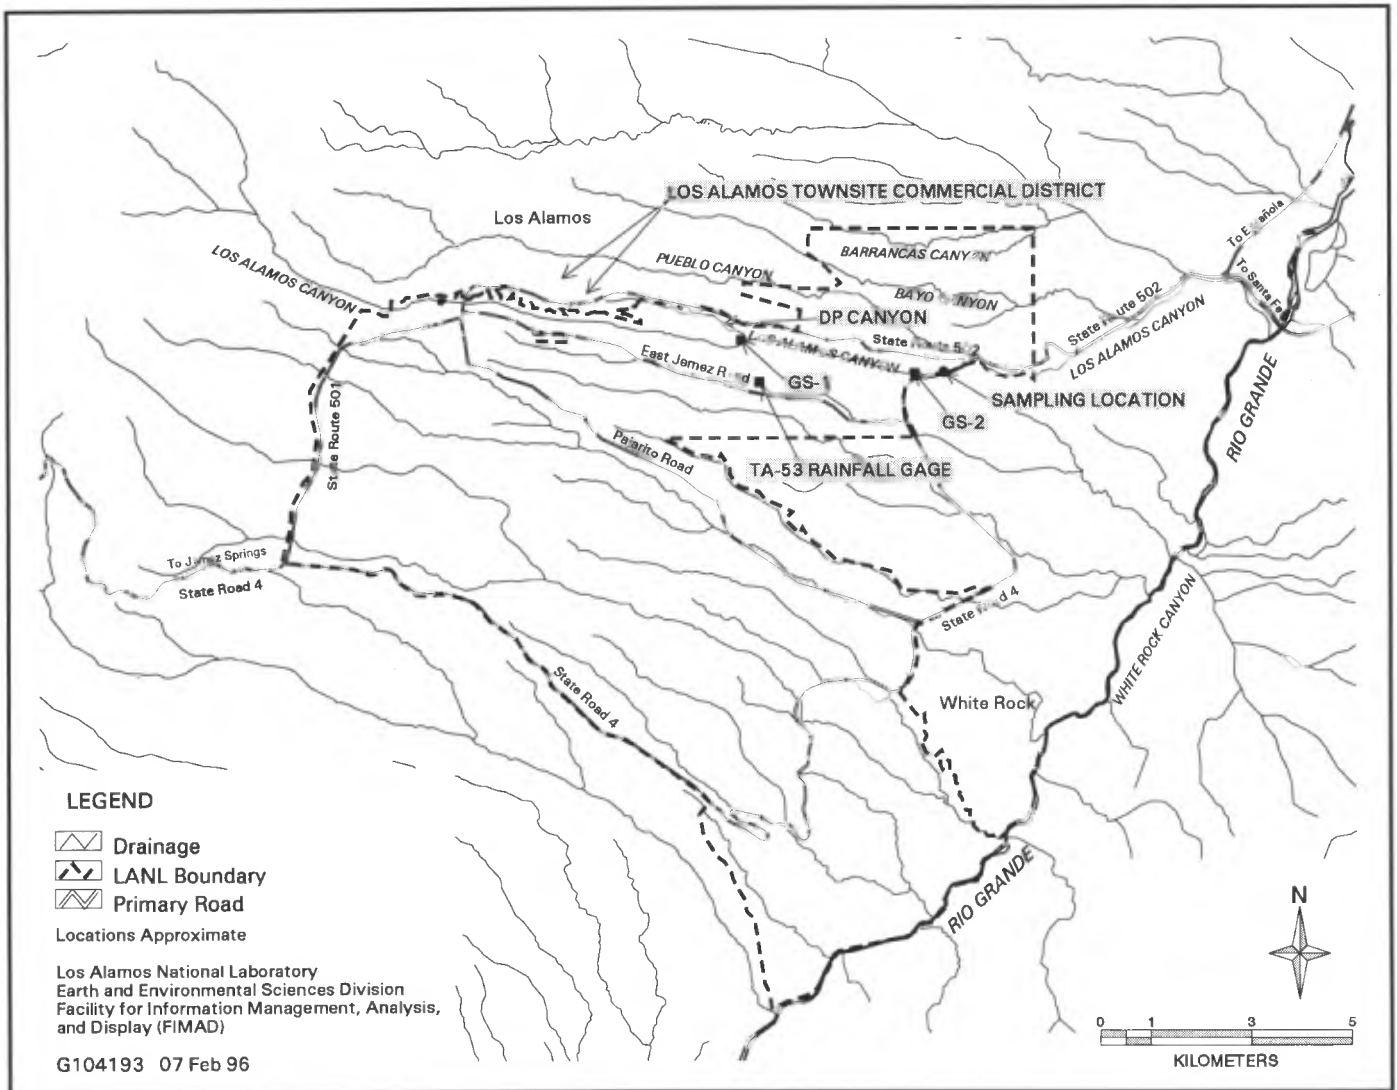 LOS ALAMOS TOWNSITE COMMERCIAL DISTRICT
Los Alamos
To Española
BARRANCAS CANYON
LOS ALAMOS CANYON
PUEBLO CANYON
To Santa Fe
BAYO CANYON
State Route 502
DP CANYON
LOS ALAMOS CANYON
State Route 502
LOS ALAMOS CANYON
East Jemez Road
GS-1
SAMPLING LOCATION
GS-2
RIO GRANDE
State Route 501
Pajarito Road
TA-53 RAINFALL GAGE
To Jemez Springs
State Road 4
State Road 4
WHITE ROCK CANYON
State Road 4
White Rock
RIO GRANDE
LEGEND
Drainage
LANL Boundary
Primary Road
Locations Approximate
Los Alamos National Laboratory
Earth and Environmental Sciences Division
Facility for Information Management, Analysis,
and Display (FIMAD)
G104193 07 Feb 96
N
0 1 3 5
KILOMETERS